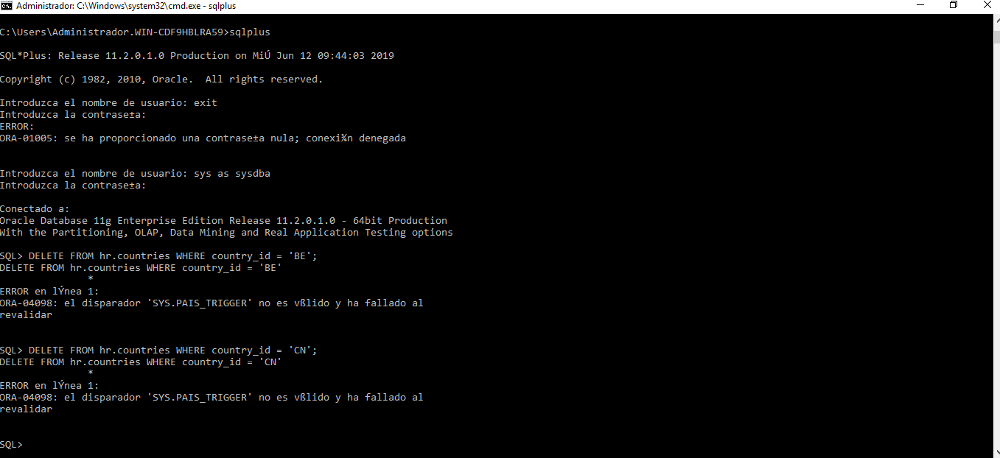 Administrador: C:\Windows\system32\cmd.exe - sqlplus
C:\Users\Administrador.WIN-CDF9HBLRA59>sqlplus
SQL*Plus: Release 11.2.0.1.0 Production on MiÚ Jun 12 09:44:03 2019
Copyright (c) 1982, 2010, Oracle.  All rights reserved.
Introduzca el nombre de usuario: exit
Introduzca la contrase±a:
ERROR:
ORA-01005: se ha proporcionado una contrase±a nula; conexi¾n denegada
Introduzca el nombre de usuario: sys as sysdba
Introduzca la contrase±a:
Conectado a:
Oracle Database 11g Enterprise Edition Release 11.2.0.1.0 - 64bit Production
With the Partitioning, OLAP, Data Mining and Real Application Testing options
SQL> DELETE FROM hr.countries WHERE country_id = 'BE';
DELETE FROM hr.countries WHERE country_id = 'BE'
*
ERROR en lÝnea 1:
ORA-04098: el disparador 'SYS.PAIS_TRIGGER' no es vßlido y ha fallado al
revalidar
SQL> DELETE FROM hr.countries WHERE country_id = 'CN';
DELETE FROM hr.countries WHERE country_id = 'CN'
*
ERROR en lÝnea 1:
ORA-04098: el disparador 'SYS.PAIS_TRIGGER' no es vßlido y ha fallado al
revalidar
SQL>